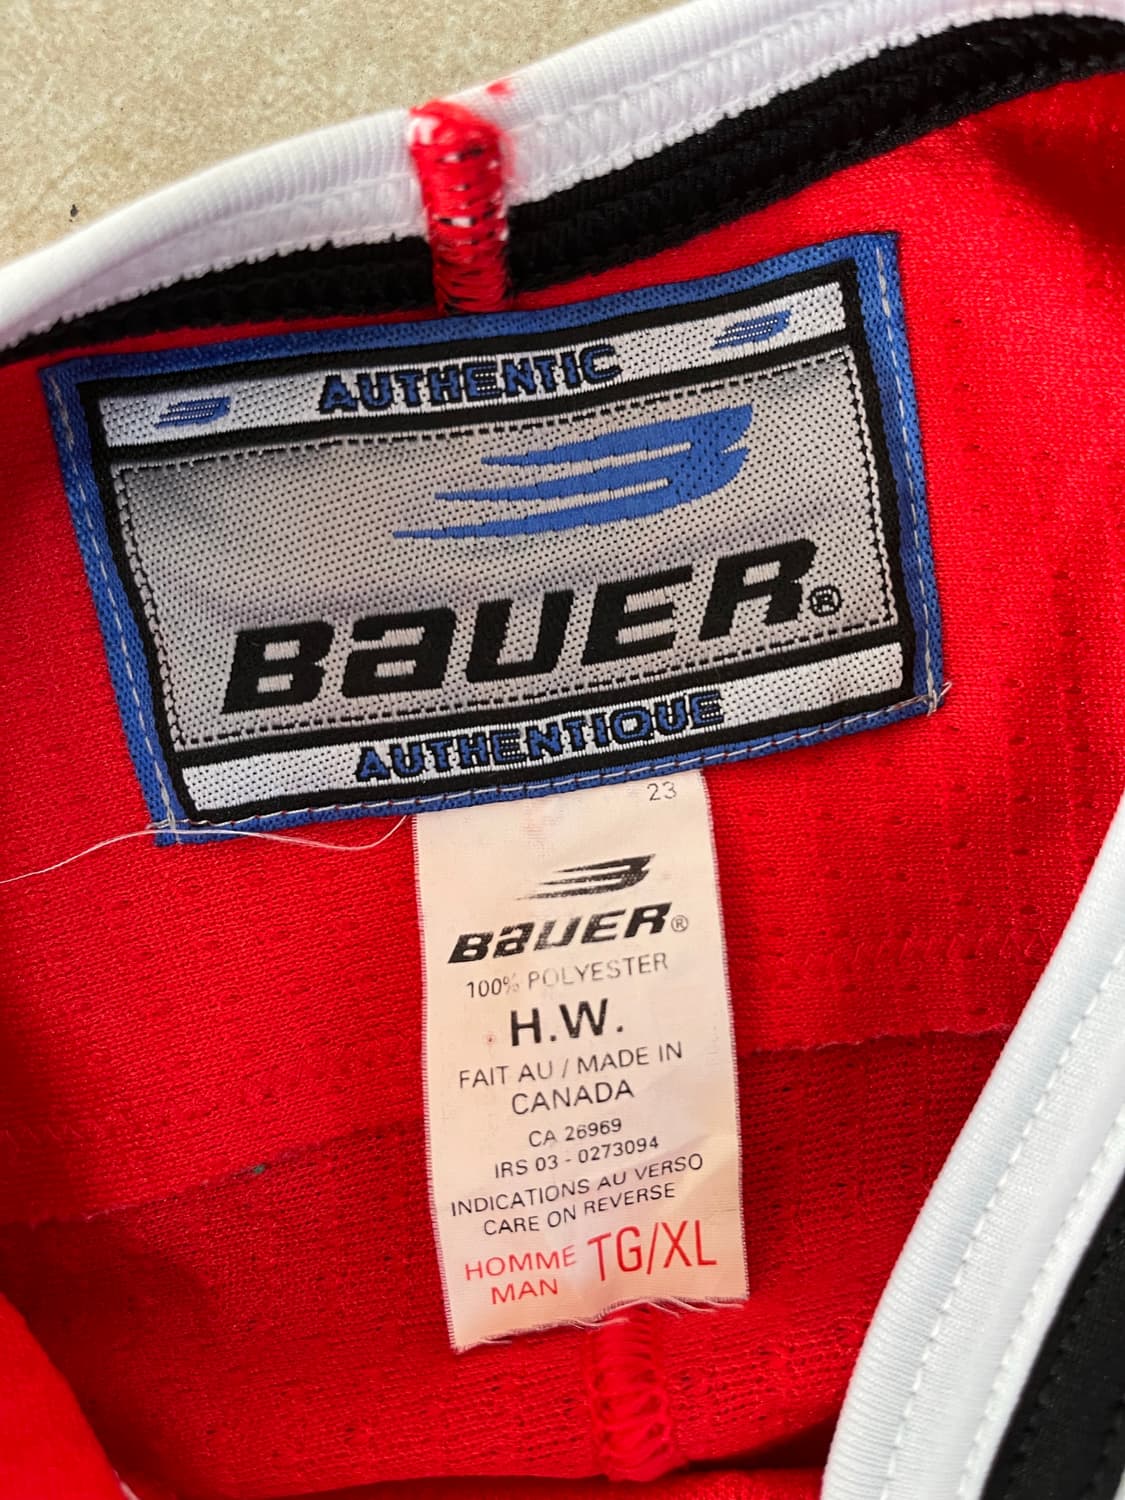 AUTHENTIC
BAUER®
AUTHENTIQUE
23
BAUER®
100% POLYESTER
H.W.
FAIT AU / MADE IN
CANADA
CA 26969
IRS 03 - 0273094
INDICATIONS AU VERSO
CARE ON REVERSE
HOMME TG/XL
MAN